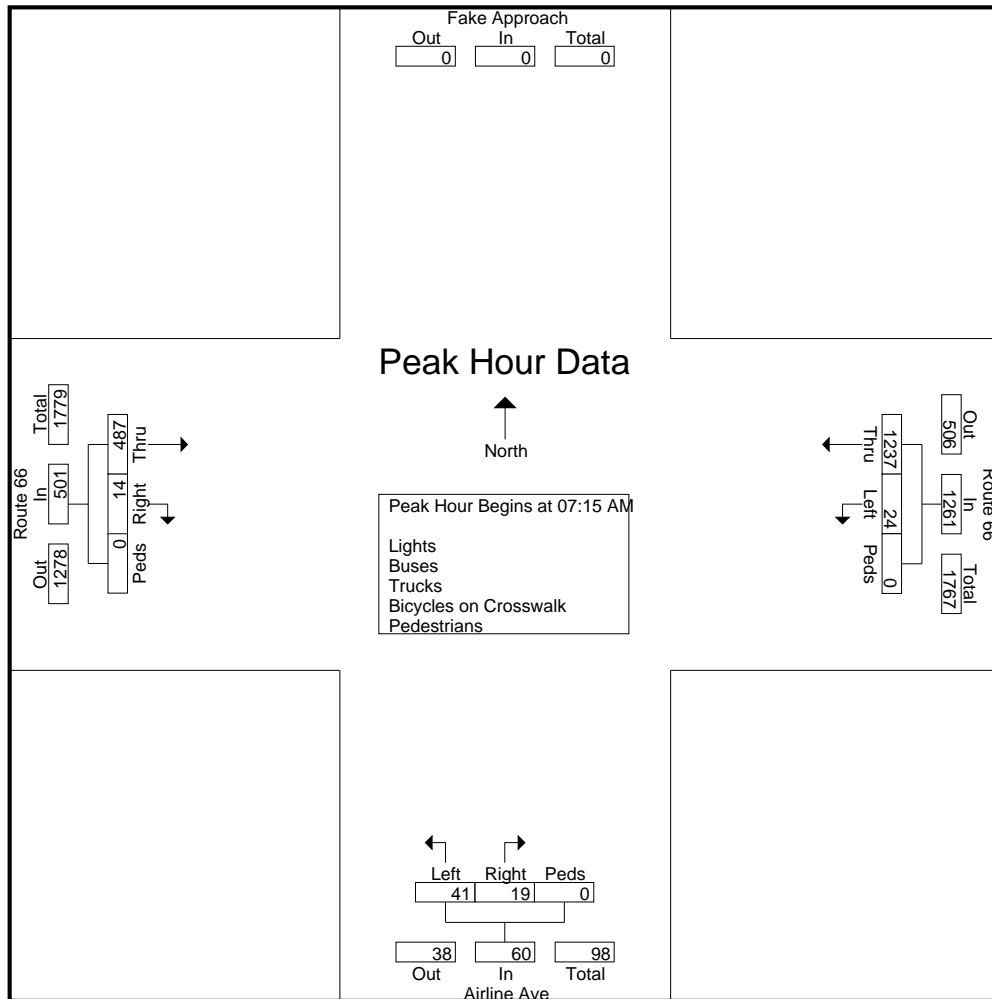 Fake Approach
Out In Total
0 0 0
Peak Hour Data
North
Peak Hour Begins at 07:15 AM
Lights
Buses
Trucks
Bicycles on Crosswalk
Pedestrians
Route 66
Total In Out
1779 501 1278
487 14 0
Thru Right Peds
Route 66
Out In Total
506 1261 1767
1237 24 0
Thru Left Peds
Left Right Peds
41 19 0
38 60 98
Out In Total
Airline Ave